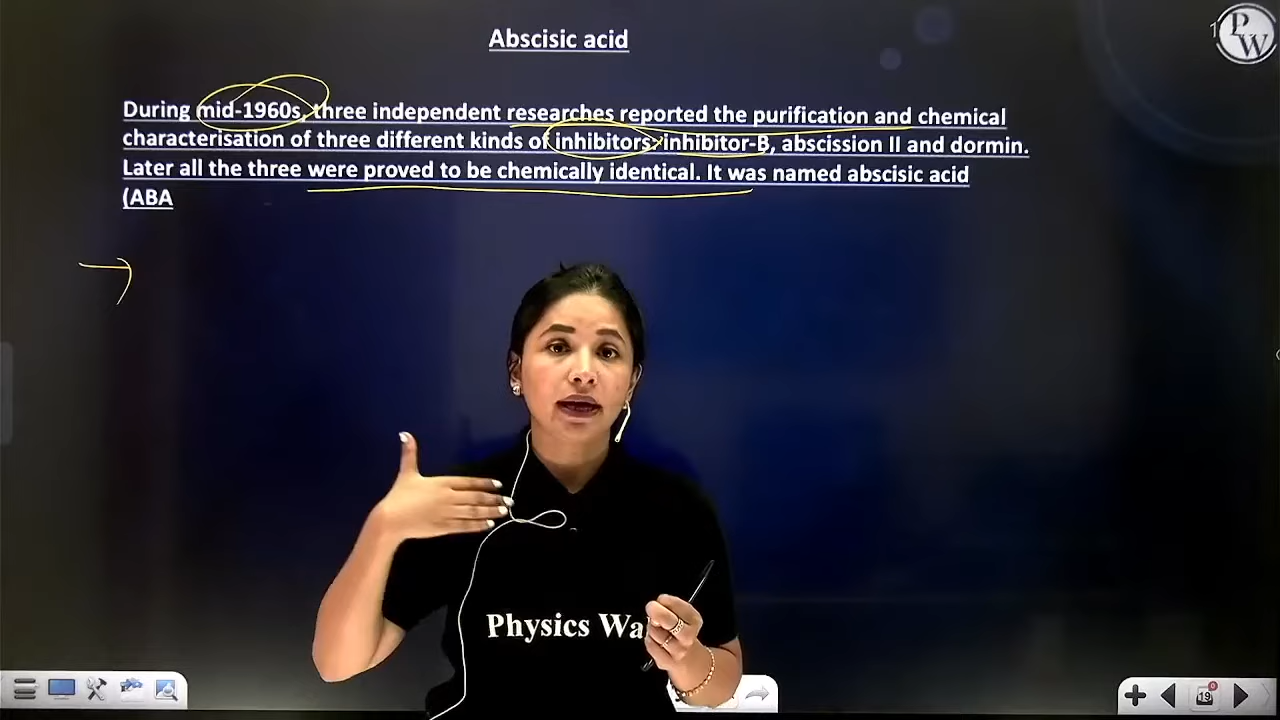 Abscisic acid
During mid-1960s, three independent researches reported the purification and chemical
characterisation of three different kinds of inhibitors: inhibitor-B, abscission II and dormin.
Later all the three were proved to be chemically identical. It was named abscisic acid
(ABA
PW
Physics Wa
19